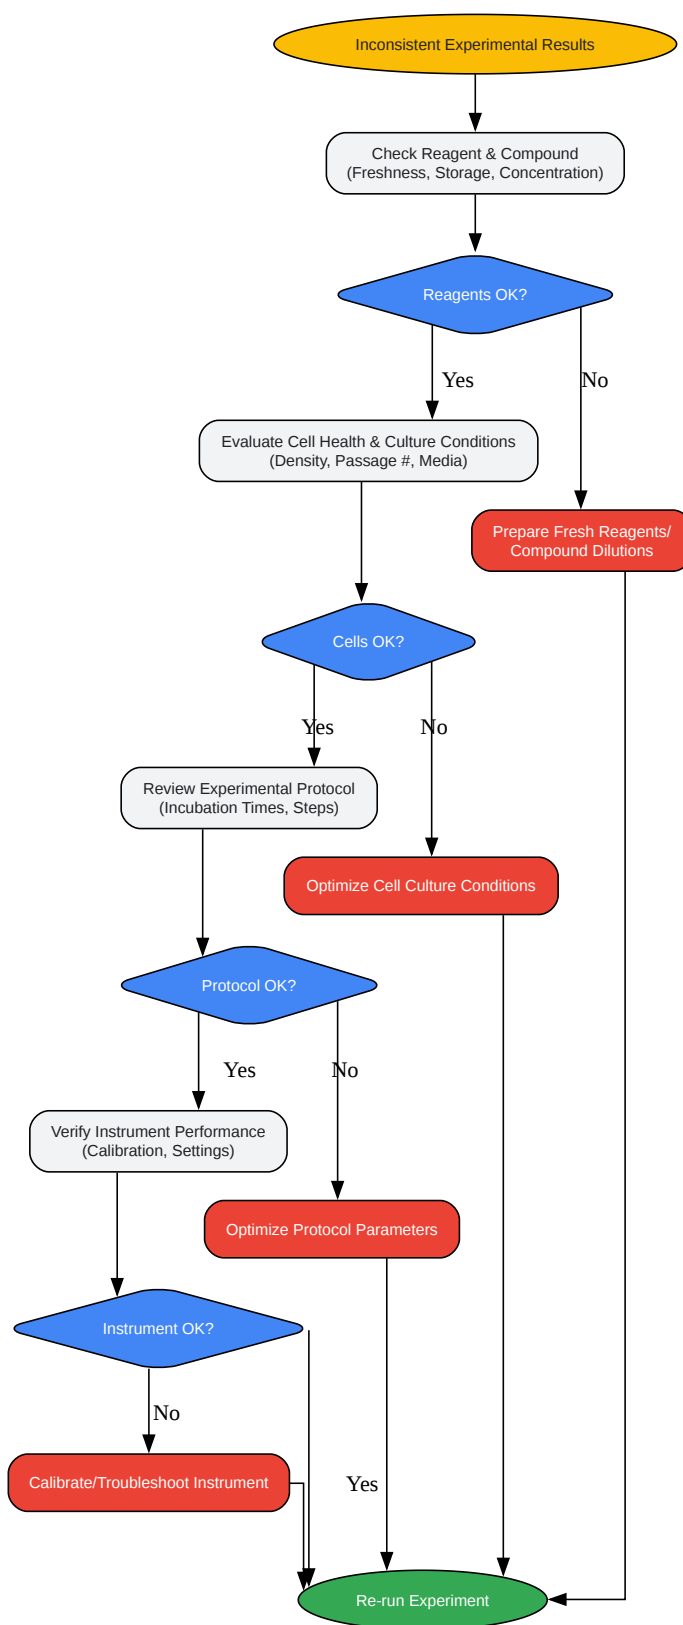 Inconsistent Experimental Results
Check Reagent & Compound
(Freshness, Storage, Concentration)
Reagents OK?
Yes
No
Evaluate Cell Health & Culture Conditions
(Density, Passage #, Media)
Prepare Fresh Reagents/
Compound Dilutions
Cells OK?
Yes
No
Review Experimental Protocol
(Incubation Times, Steps)
Optimize Cell Culture Conditions
Protocol OK?
Yes
No
Verify Instrument Performance
(Calibration, Settings)
Optimize Protocol Parameters
Instrument OK?
No
Calibrate/Troubleshoot Instrument
Yes
Re-run Experiment